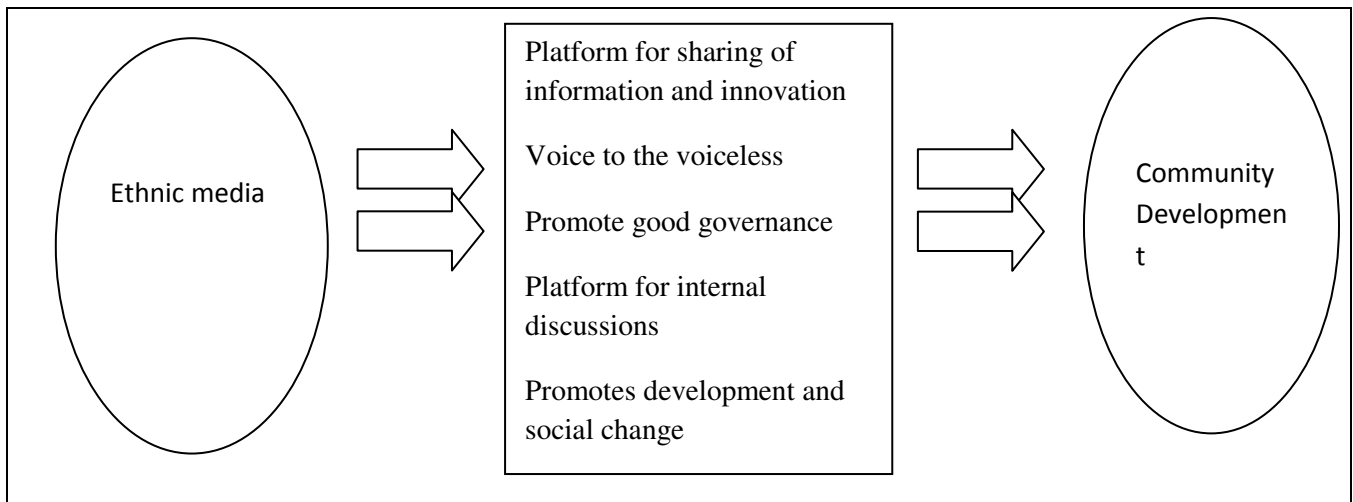 Ethnic media
Platform for sharing of
information and innovation
Voice to the voiceless
Promote good governance
Platform for internal
discussions
Promotes development and
social change
Community
Developmen
t